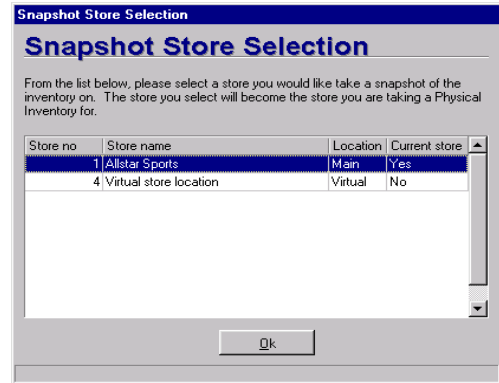 Snapshot Store Selection
Snapshot Store Selection
From the list below, please select a store you would like take a snapshot of the
inventory on. The store you select will become the store you are taking a Physical
Inventory for.
Store no Store name Location Current store
1 Allstar Sports Main Yes
4 Virtual store location Virtual No
Ok